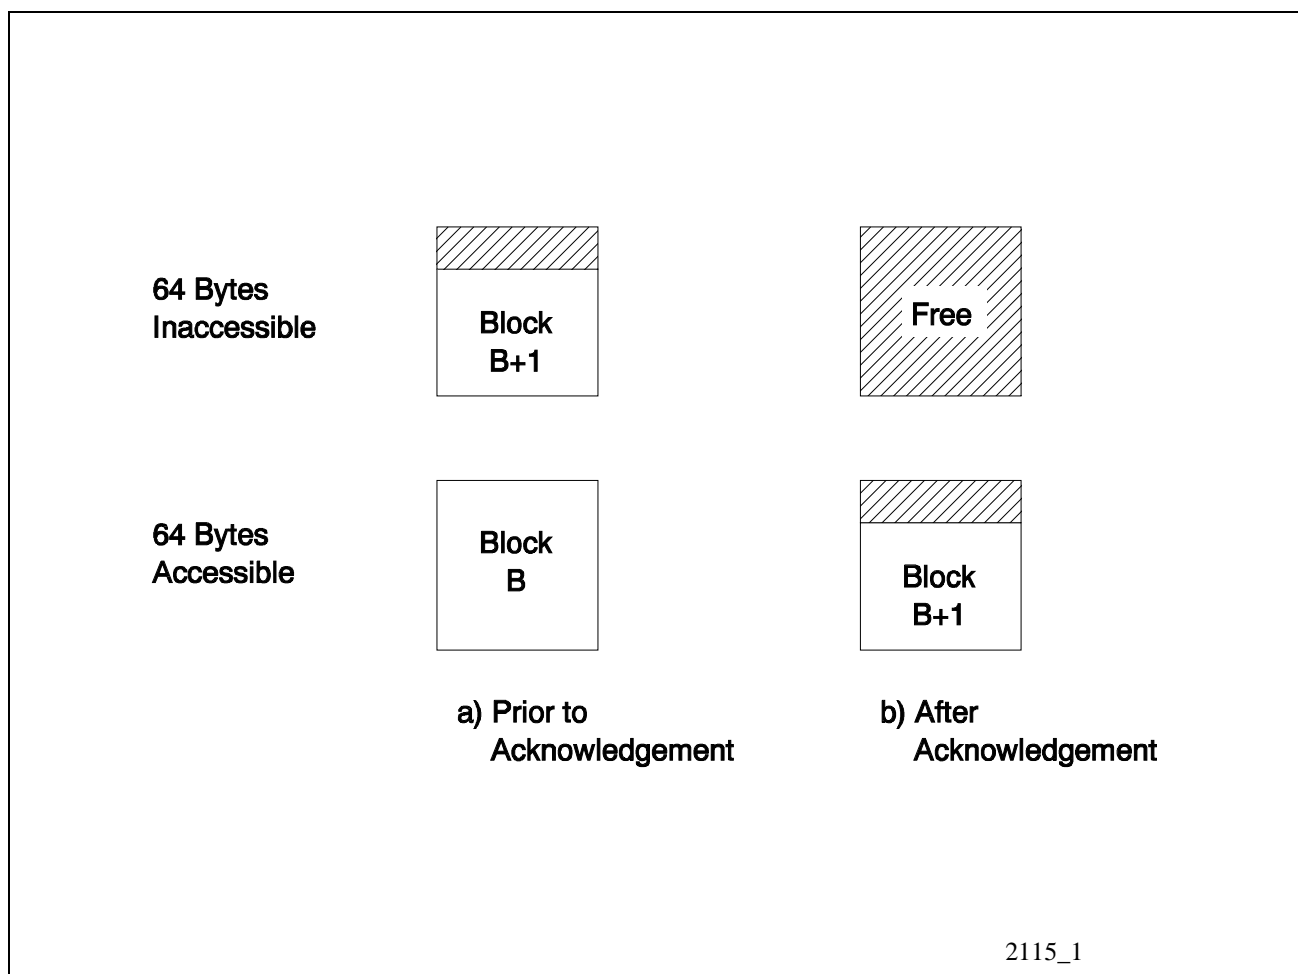 64 Bytes
Inaccessible
Block
B+1
Free
64 Bytes
Accessible
Block
B
Block
B+1
a) Prior to
Acknowledgement
b) After
Acknowledgement
2115_1